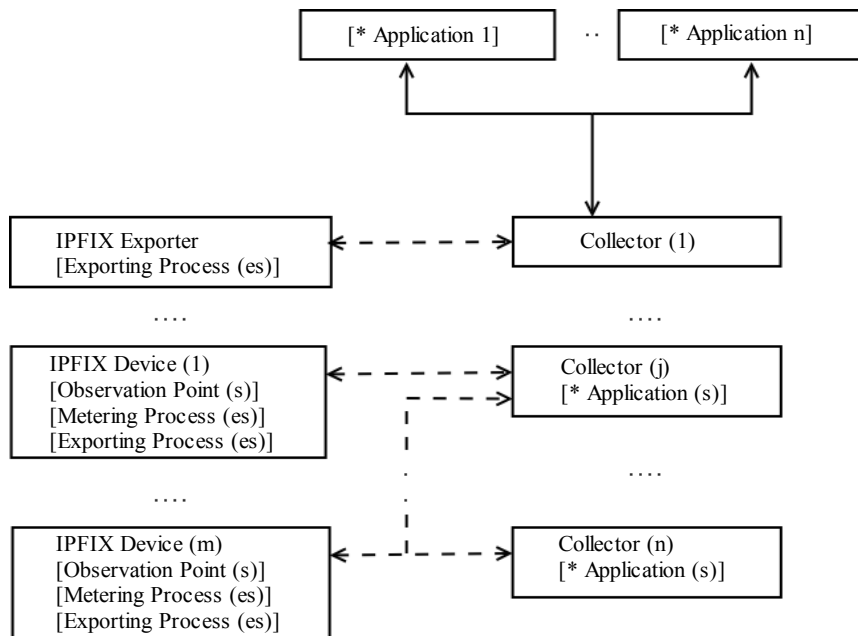 [* Application 1]
..
[* Application n]
IPFIX Exporter
[Exporting Process (es)]
Collector (1)
....
....
IPFIX Device (1)
[Observation Point (s)]
[Metering Process (es)]
[Exporting Process (es)]
Collector (j)
[* Application (s)]
....
....
IPFIX Device (m)
[Observation Point (s)]
[Metering Process (es)]
[Exporting Process (es)]
Collector (n)
[* Application (s)]